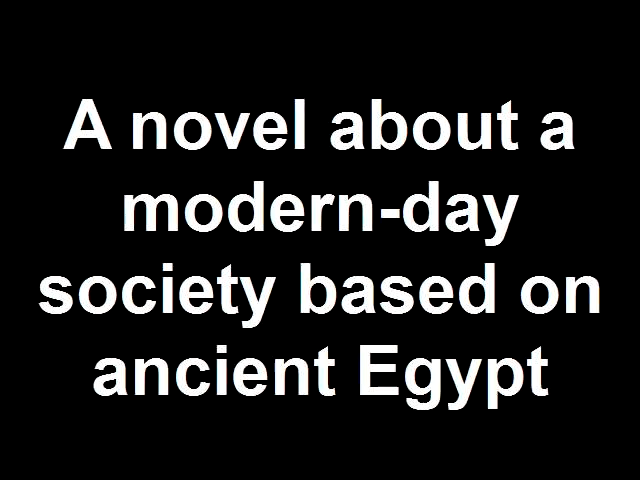 A novel about a
modern-day
society based on
ancient Egypt